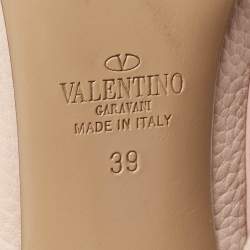 VALENTINO
GARAVANI
MADE IN ITALY
39